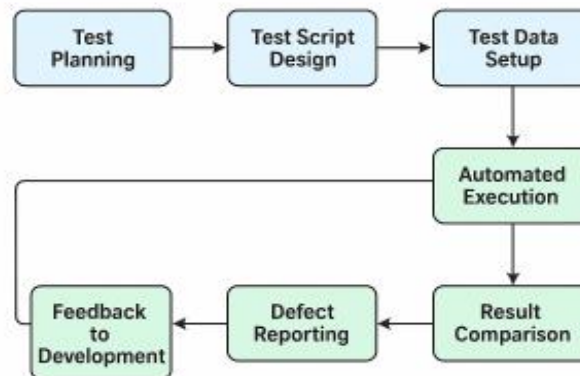 Test
Planning
Test Script
Design
Test Data
Setup
Automated
Execution
Result
Comparison
Defect
Reporting
Feedback
to
Development